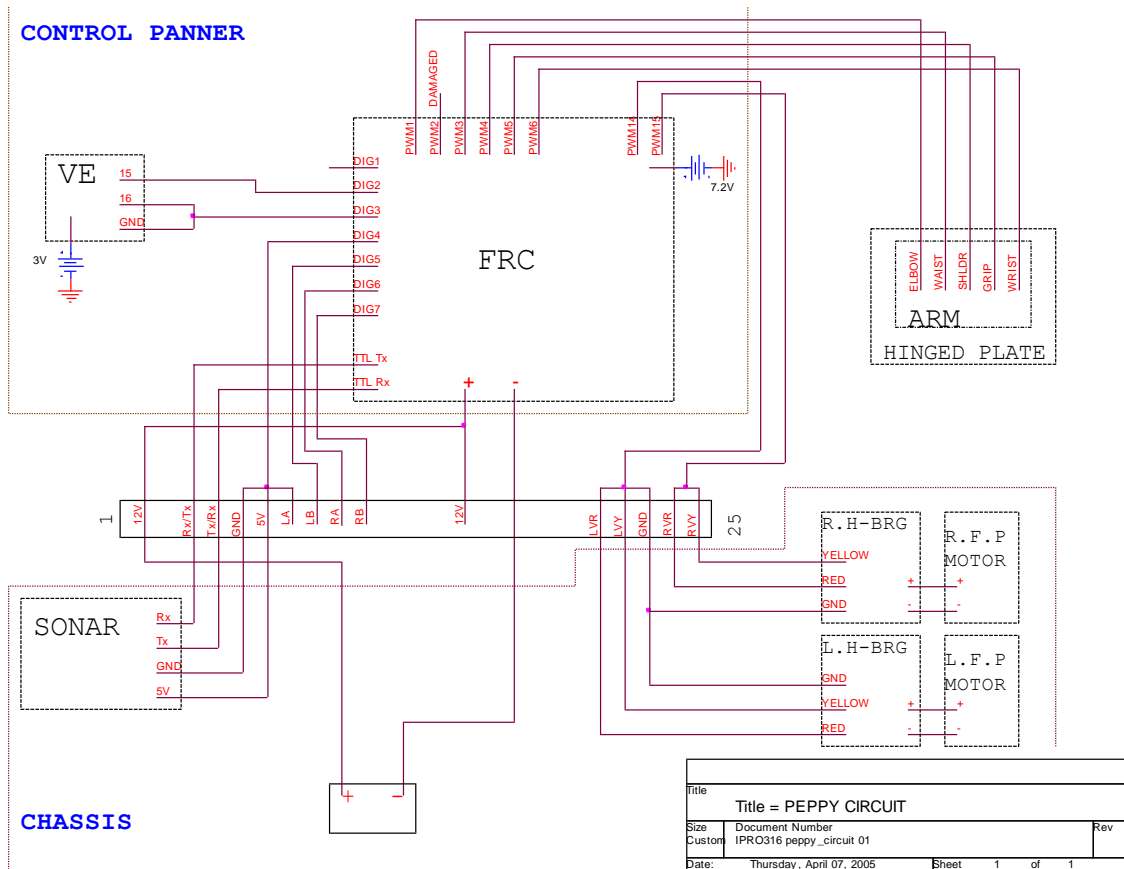 CONTROL PANNER
PWM1
DAMAGED
PWM2
PWM3
PWM4
PWM5
PWM6
PWM14
PWM15
VE
15
16
GND
3V
DIG1
DIG2
DIG3
DIG4
DIG5
DIG6
DIG7
TTL Tx
TTL Rx
FRC
+ -
7.2V
ELBOW
WAIST
SHLDR
GRIP
WRIST
ARM
HINGED PLATE
1
12V
Rx/Tx
Tx/Rx
GND
5V
LA
LB
RA
RB
12V
LVR
LVY
GND
RVR
RVY
25
R.H-BRG
YELLOW
RED
GND
+
-
R.F.P
MOTOR
+
-
SONAR
Rx
Tx
GND
5V
L.H-BRG
GND
YELLOW
RED
+
-
L.F.P
MOTOR
+
-
+ -
CHASSIS
Title
Title = PEPPY CIRCUIT
Size Document Number Rev
Custom IPRO316 peppy_circuit 01
Date: Thursday, April 07, 2005 Sheet 1 of 1